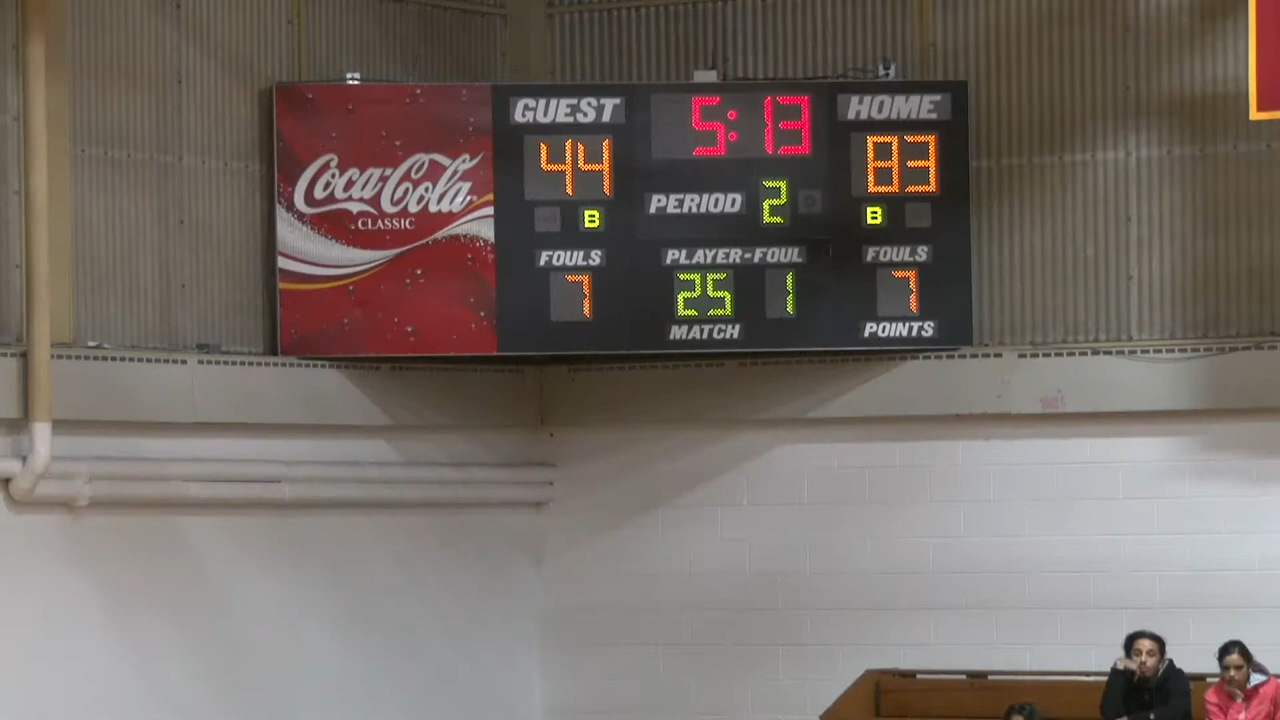 GUEST 5:13 HOME
44 83
PERIOD 2
B B
Coca-Cola
CLASSIC
FOULS PLAYER-FOUL FOULS
7 25 1 7
MATCH POINTS